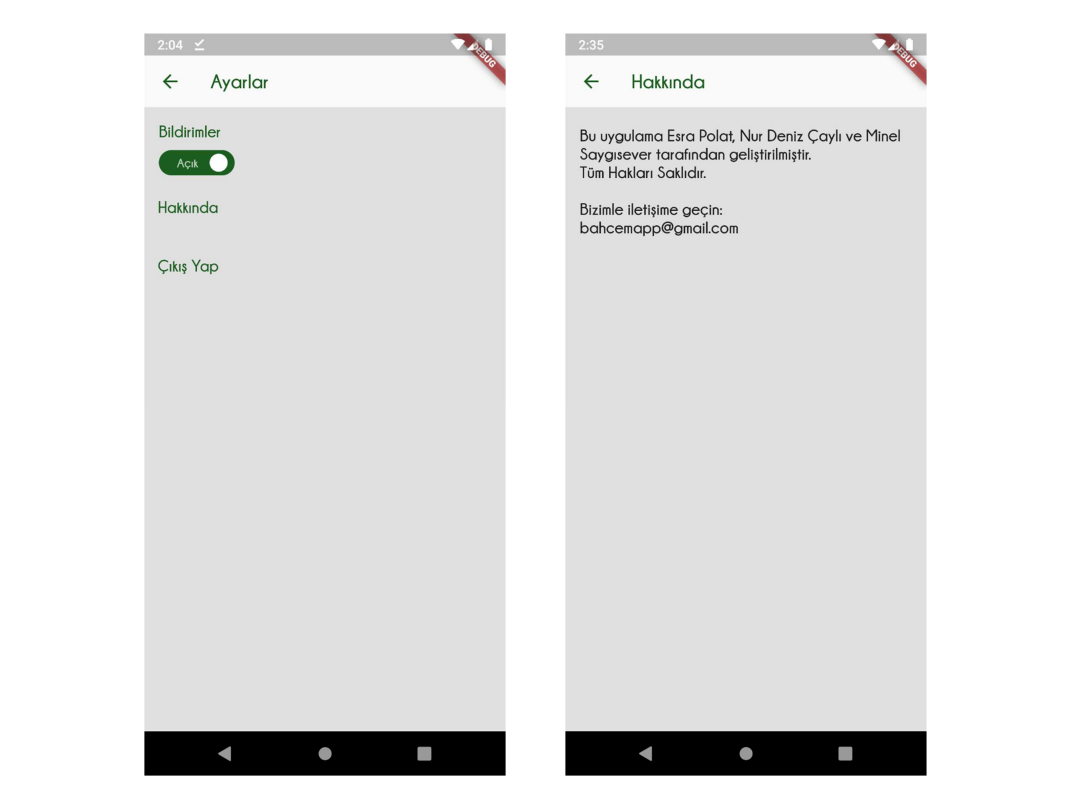 2:04
DEBUG
Ayarlar
Bildirimler
Açık
Hakkında
Çıkış Yap
2:35
DEBUG
Hakkında
Bu uygulama Esra Polat, Nur Deniz Çaylı ve Minel
Saygısever tarafından geliştirilmiştir.
Tüm Hakları Saklıdır.
Bizimle iletişime geçin:
bahcemapp@gmail.com